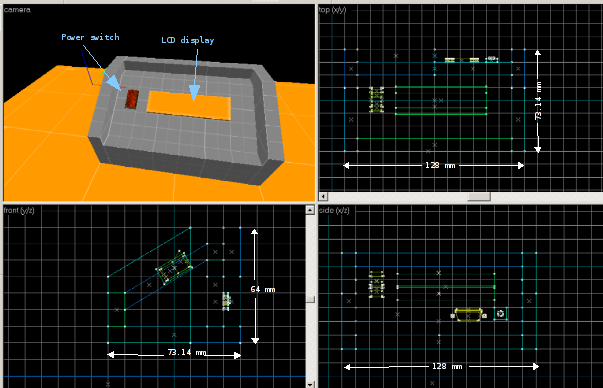 camera
Power switch
LCD display
top (x/y)
73.14 mm
128 mm
front (y/z)
64 mm
73.14 mm
side (x/z)
128 mm